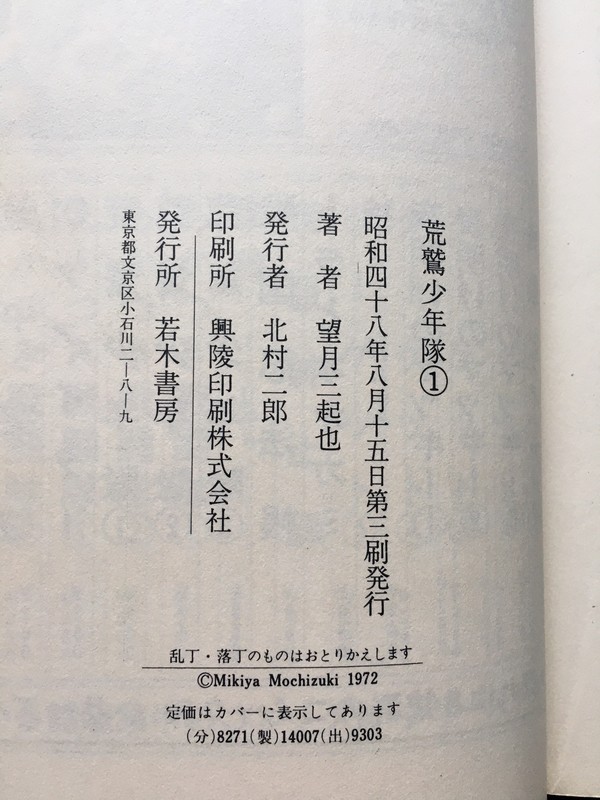 荒鷲少年隊①
昭和四十八年八月十五日第三刷発行
著　者　望月三起也
発行者　北村二郎
印刷所　興陵印刷株式会社
発行所　若木書房
東京都文京区小石川二—八—九
乱丁・落丁のものはおとりかえします
©Mikiya Mochizuki 1972
定価はカバーに表示してあります
(分)8271(製)14007(出)9303